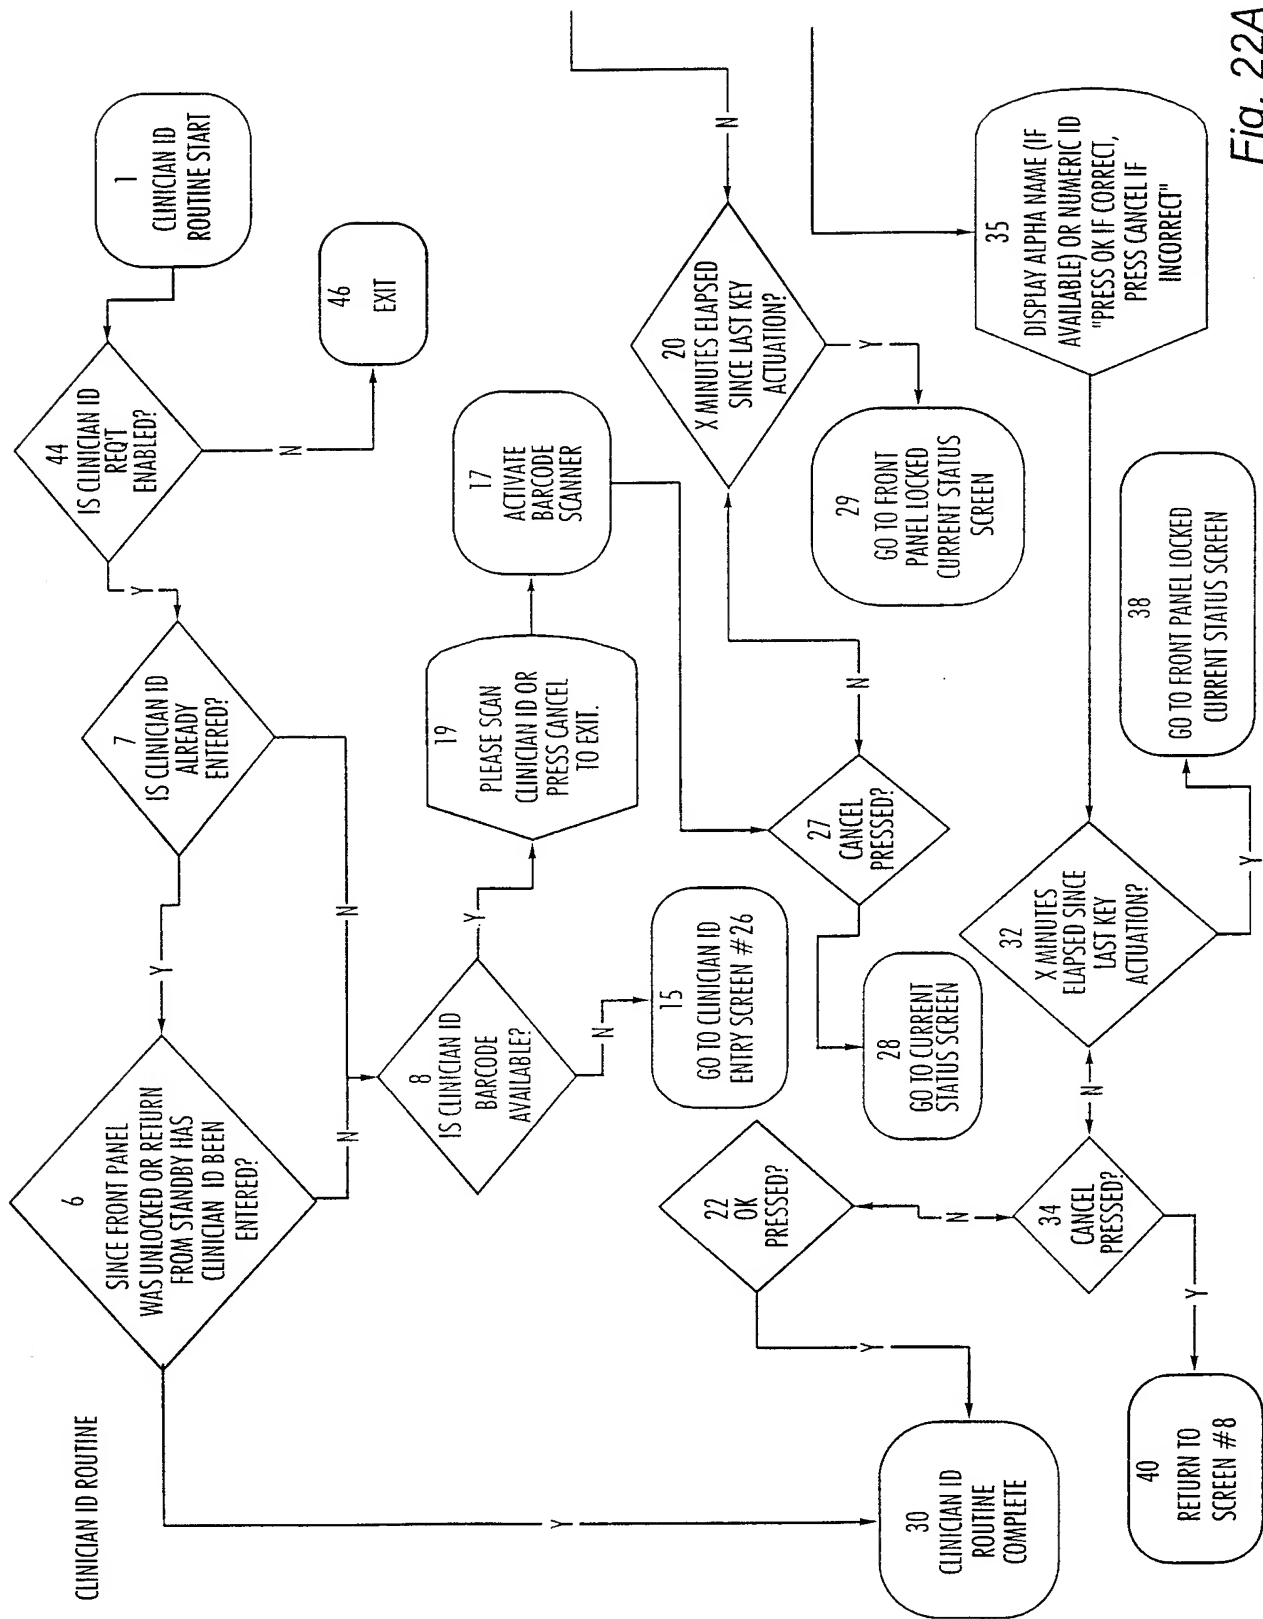 CLINICIAN ID ROUTINE
1
CLINICIAN ID
ROUTINE START
44
IS CLINICIAN ID
REQ'T
ENABLED?
N
46
EXIT
Y
7
IS CLINICIAN ID
ALREADY
ENTERED?
Y
N
6
SINCE FRONT PANEL
WAS UNLOCKED OR RETURN
FROM STANDBY HAS
CLINICIAN ID BEEN
ENTERED?
N
Y
8
IS CLINICIAN ID
BARCODE
AVAILABLE?
Y
N
19
PLEASE SCAN
CLINICIAN ID OR
PRESS CANCEL
TO EXIT.
17
ACTIVATE
BARCODE
SCANNER
15
GO TO CLINICIAN ID
ENTRY SCREEN #26
27
CANCEL
PRESSED?
N
28
GO TO CURRENT
STATUS SCREEN
20
X MINUTES ELAPSED
SINCE LAST KEY
ACTUATION?
N
Y
29
GO TO FRONT
PANEL LOCKED
CURRENT STATUS
SCREEN
35
DISPLAY ALPHA NAME (IF
AVAILABLE) OR NUMERIC ID
"PRESS OK IF CORRECT,
PRESS CANCEL IF
INCORRECT"
32
X MINUTES
ELAPSED SINCE
LAST KEY
ACTUATION?
Y
38
GO TO FRONT PANEL LOCKED
CURRENT STATUS SCREEN
N
34
CANCEL
PRESSED?
N
Y
22
OK
PRESSED?
Y
30
CLINICIAN ID
ROUTINE
COMPLETE
40
RETURN TO
SCREEN #8
Fig. 22A